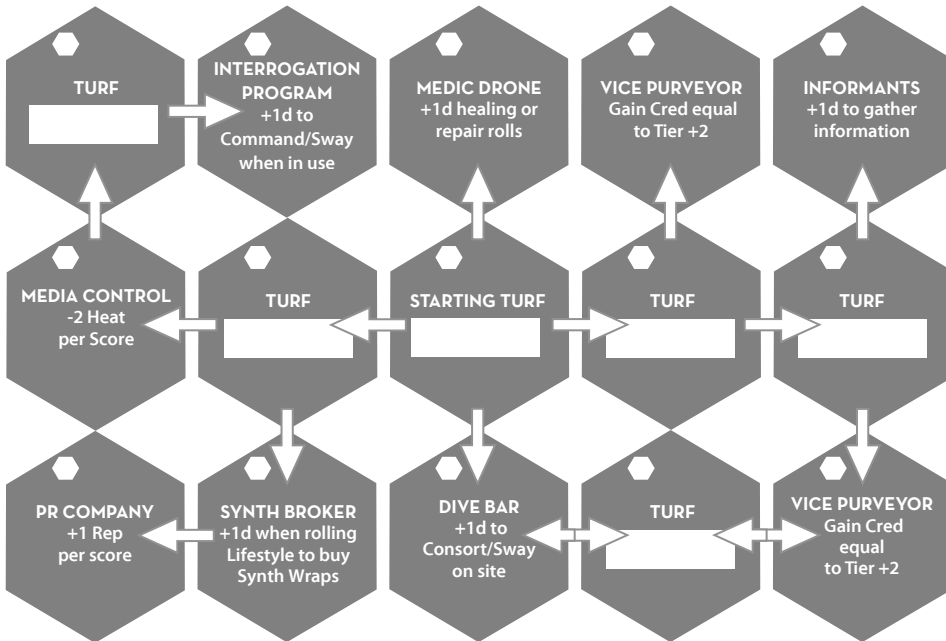 TURF
INTERROGATION
PROGRAM
+1d to
Command/Sway
when in use
MEDIC DRONE
+1d healing or
repair rolls
VICE PURVEYOR
Gain Cred equal
to Tier +2
INFORMANTS
+1d to gather
information
MEDIA CONTROL
-2 Heat
per Score
TURF
STARTING TURF
TURF
TURF
PR COMPANY
+1 Rep
per score
SYNTH BROKER
+1d when rolling
Lifestyle to buy
Synth Wraps
DIVE BAR
+1d to
Consort/Sway
on site
TURF
VICE PURVEYOR
Gain Cred
equal
to Tier +2